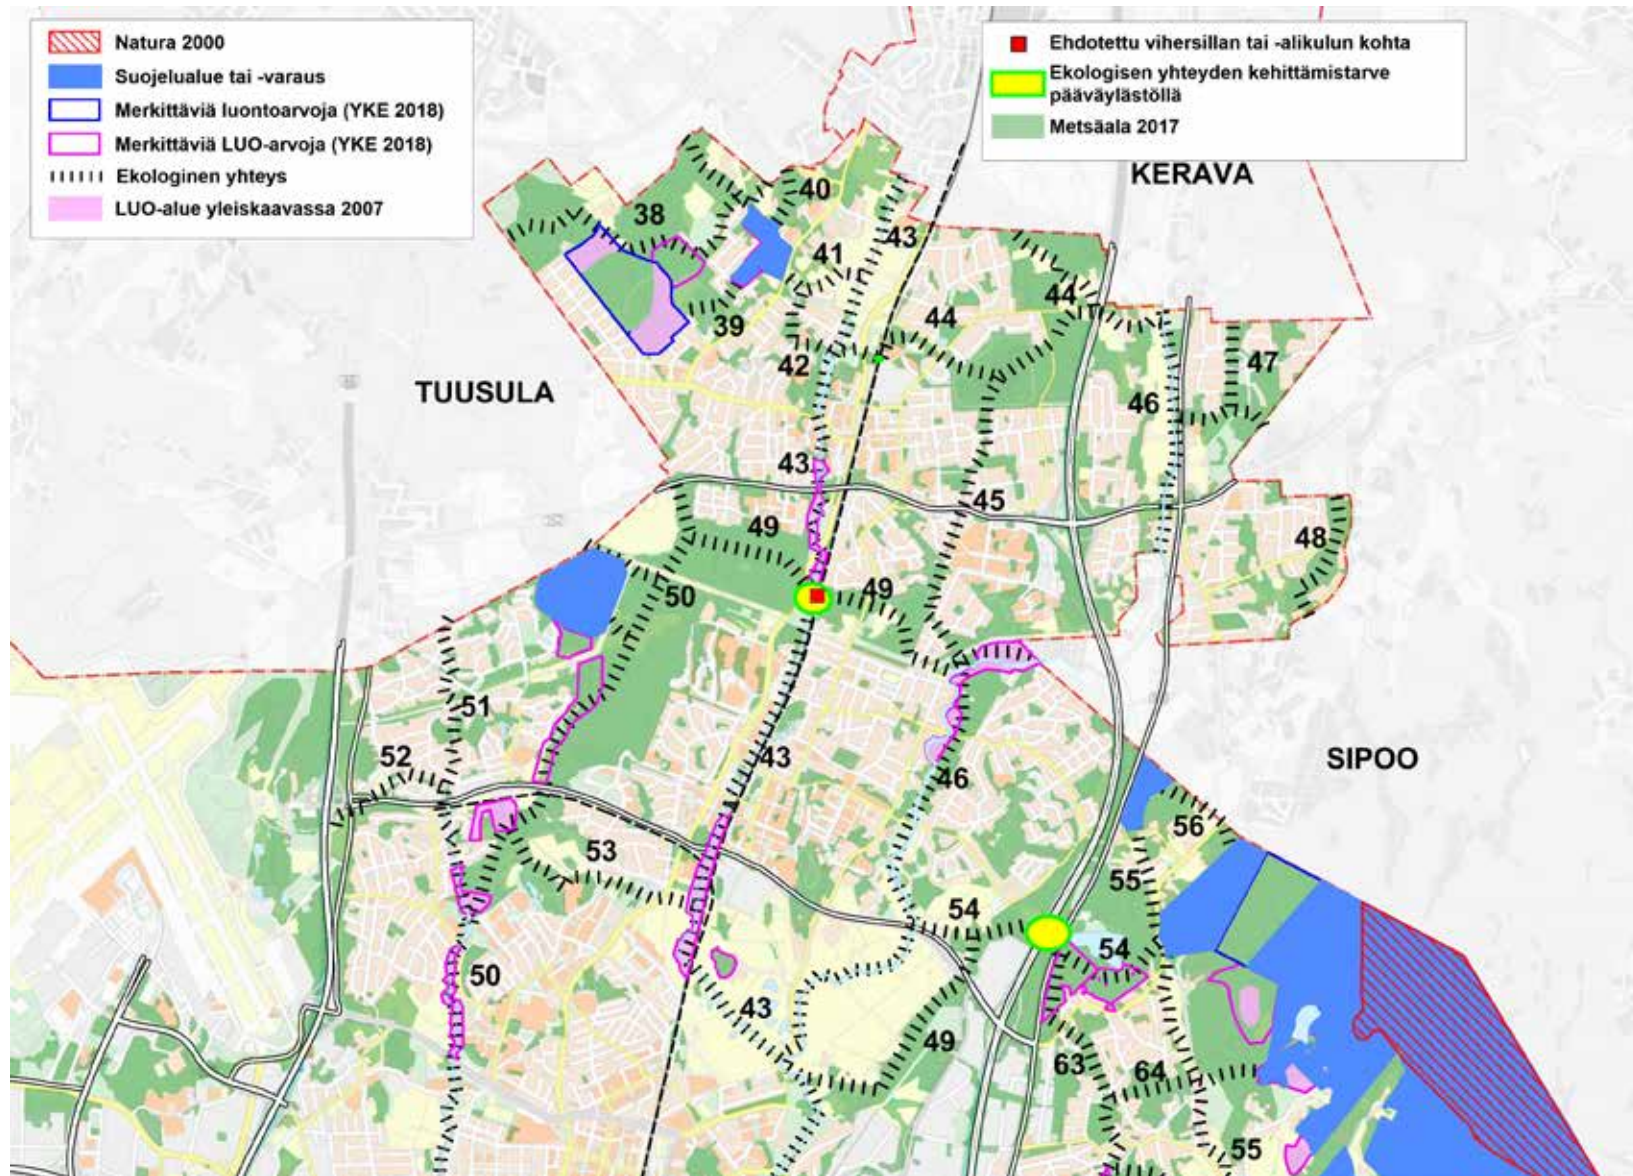 Natura 2000
Suojelualue tai -varaus
Merkittäviä luontoarvoja (YKE 2018)
Merkittäviä LUO-arvoja (YKE 2018)
Ekologinen yhteys
LUO-alue yleiskaavassa 2007
Ehdotettu vihersillan tai -alikulun kohta
Ekologisen yhteyden kehittämistarve
pääväylästöllä
Metsäala 2017
KERAVA
40
38
43
41
44
39
44
42
47
TUUSULA
46
43
45
49
48
50
49
51
43
52
SIPOO
46
56
53
55
54
54
50
43
49
63
64
55